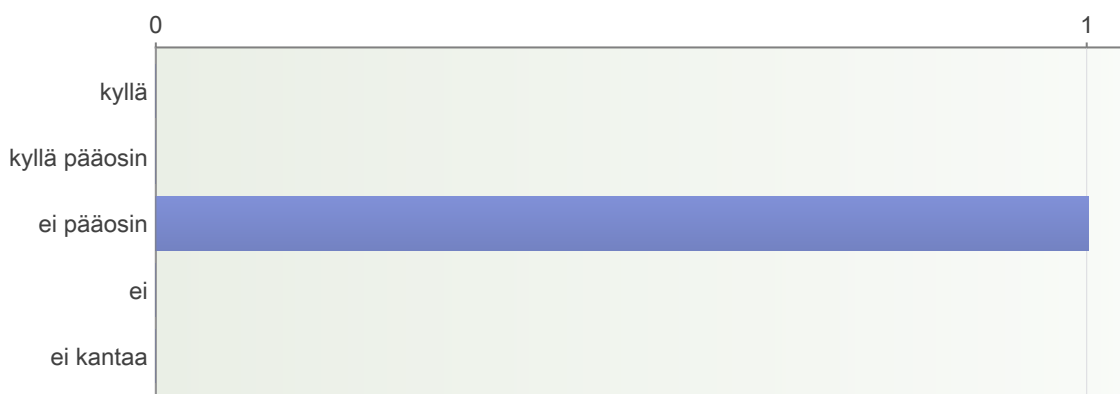 0 1
kyllä
kyllä pääosin
ei pääosin
ei
ei kantaa